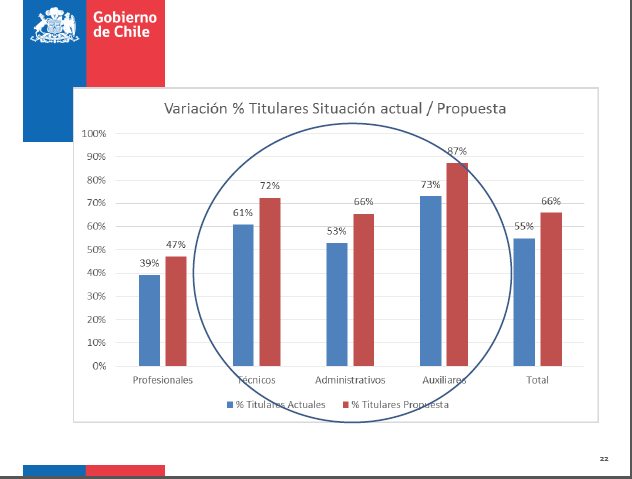 Gobierno
de Chile
Variación % Titulares Situación actual / Propuesta
100%
90%
80%
70%
60%
50%
40%
30%
20%
10%
0%
39%
47%
61%
72%
53%
66%
73%
87%
55%
66%
Profesionales
Técnicos
Administrativos
Auxiliares
Total
% Titulares Actuales
% Titulares Propuesta
22